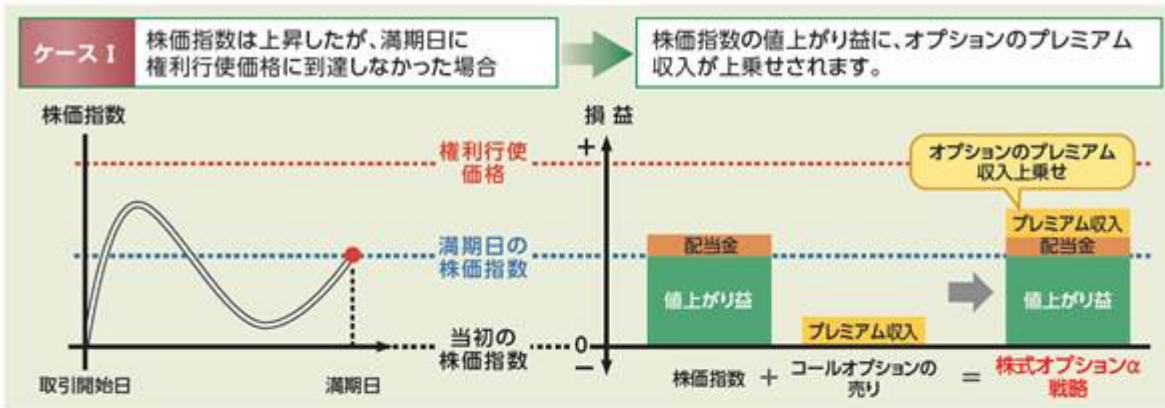 ケース I
株価指数は上昇したが、満期日に
権利行使価格に到達しなかった場合
株価指数の値上がり益に、オプションのプレミアム
収入が上乗せされます。
株価指数
権利行使
価格
満期日の
株価指数
当初の
株価指数
取引開始日
満期日
損 益
+
0
−
オプションのプレミアム
収入上乗せ
配当金
値上がり益
プレミアム収入
プレミアム収入
配当金
値上がり益
株価指数
+
コールオプションの
売り
=
株式オプションα
戦略